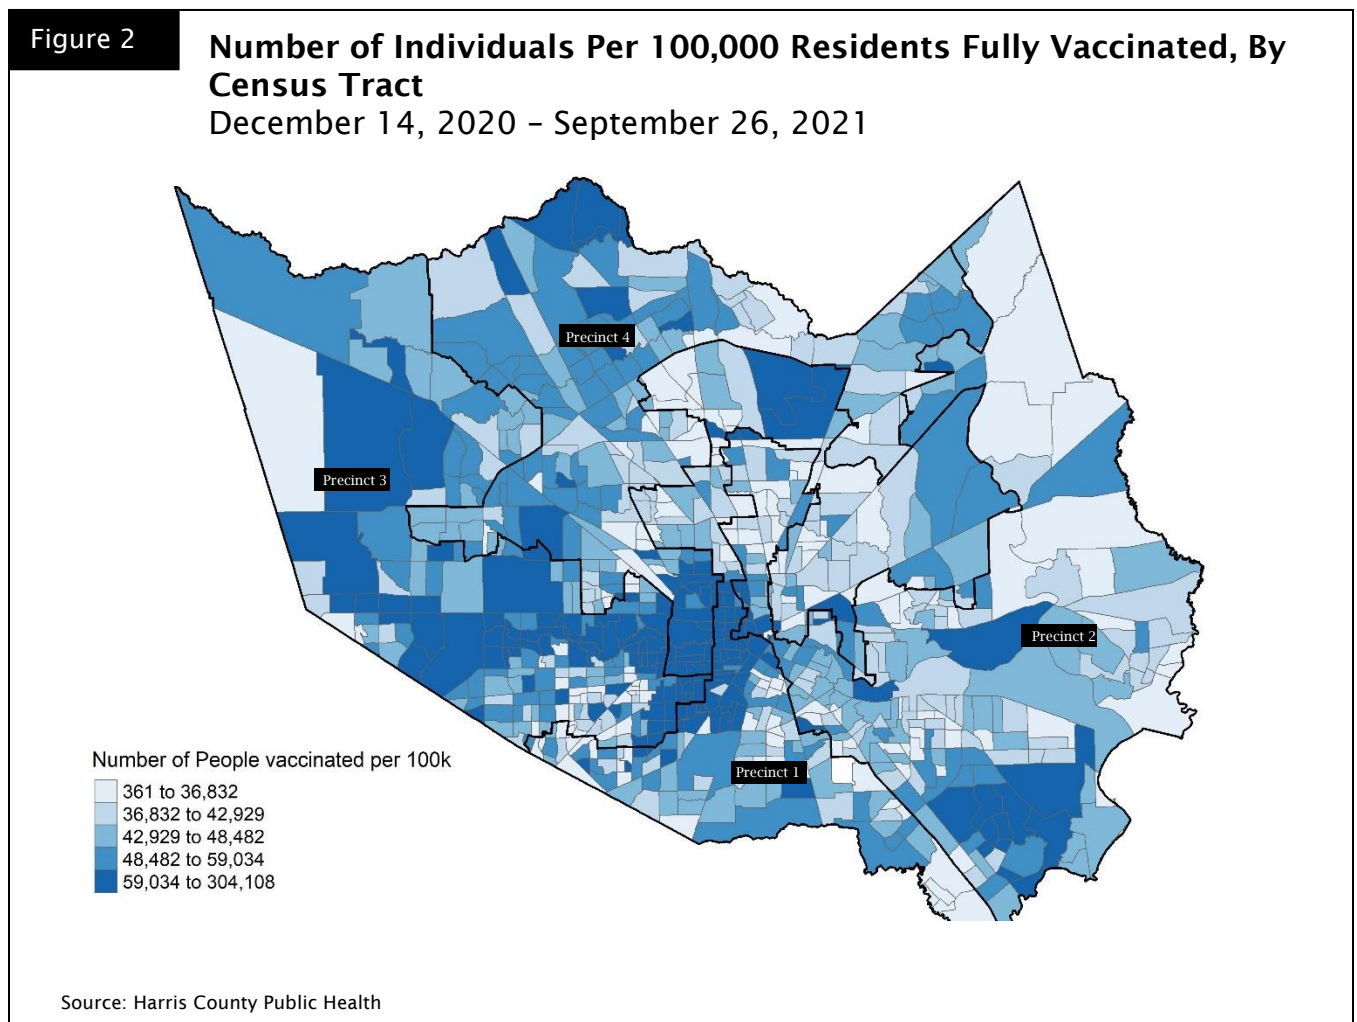 Figure 2
Number of Individuals Per 100,000 Residents Fully Vaccinated, By
Census Tract
December 14, 2020 – September 26, 2021
Precinct 4
Precinct 3
Precinct 2
Precinct 1
Number of People vaccinated per 100k
361 to 36,832
36,832 to 42,929
42,929 to 48,482
48,482 to 59,034
59,034 to 304,108
Source: Harris County Public Health